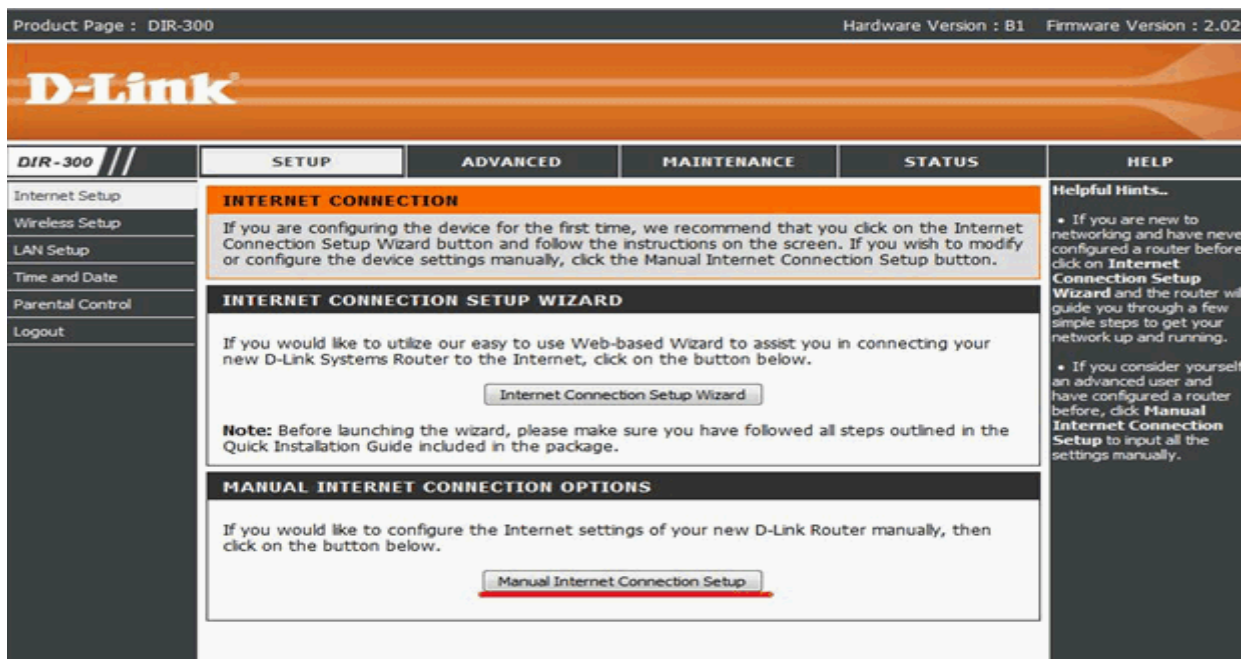 Product Page : DIR-300
Hardware Version : B1 Firmware Version : 2.02
D-Link
DIR-300
SETUP
ADVANCED
MAINTENANCE
STATUS
HELP
Internet Setup
Wireless Setup
LAN Setup
Time and Date
Parental Control
Logout
INTERNET CONNECTION
If you are configuring the device for the first time, we recommend that you click on the Internet
Connection Setup Wizard button and follow the instructions on the screen. If you wish to modify
or configure the device settings manually, click the Manual Internet Connection Setup button.
INTERNET CONNECTION SETUP WIZARD
If you would like to utilize our easy to use Web-based Wizard to assist you in connecting your
new D-Link Systems Router to the Internet, click on the button below.
Internet Connection Setup Wizard
Note: Before launching the wizard, please make sure you have followed all steps outlined in the
Quick Installation Guide included in the package.
MANUAL INTERNET CONNECTION OPTIONS
If you would like to configure the Internet settings of your new D-Link Router manually, then
click on the button below.
Manual Internet Connection Setup
Helpful Hints..
• If you are new to
networking and have neve
configured a router before
click on Internet
Connection Setup
Wizard and the router wil
guide you through a few
simple steps to get your
network up and running.
• If you consider yourself
an advanced user and
have configured a router
before, click Manual
Internet Connection
Setup to input all the
settings manually.